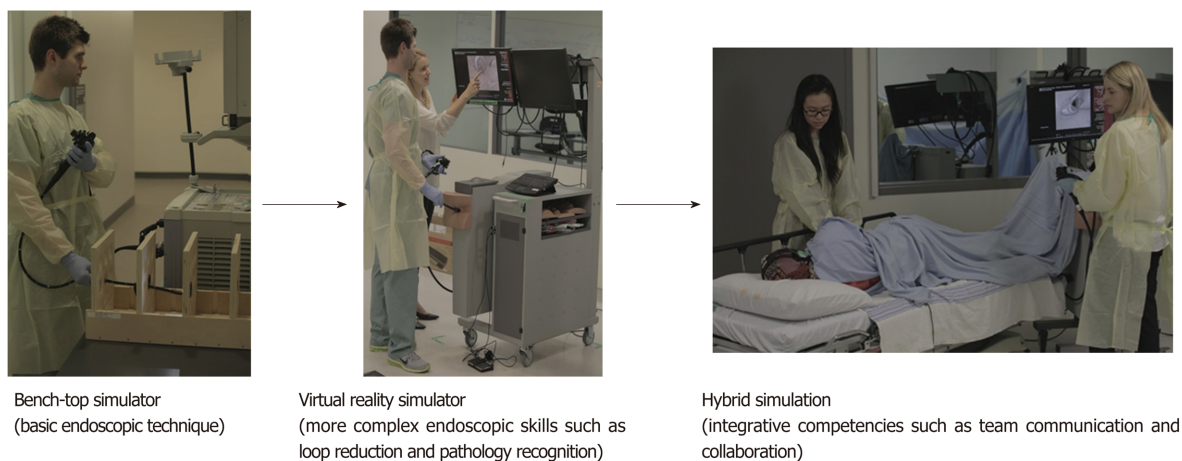 Bench-top simulator
(basic endoscopic technique)
Virtual reality simulator
(more complex endoscopic skills such as
loop reduction and pathology recognition)
Hybrid simulation
(integrative competencies such as team communication and
collaboration)